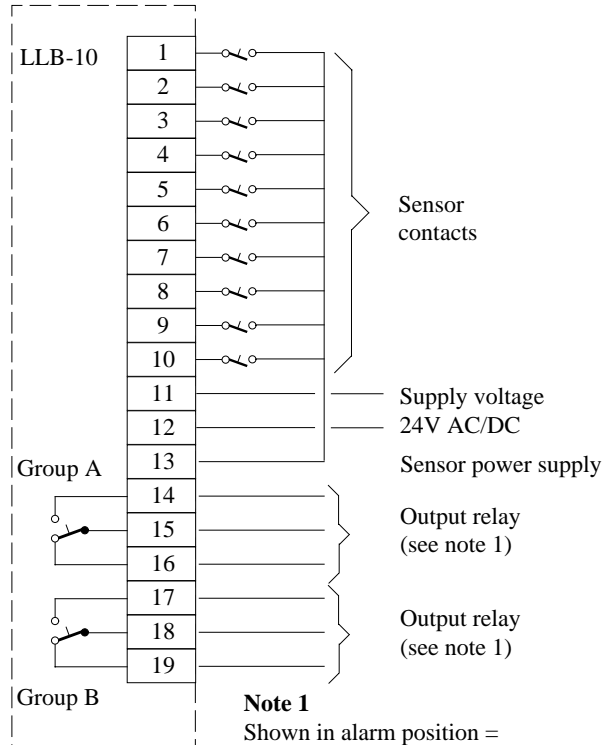 LLB-10
1
2
3
4
5
6
7
8
9
10
11
12
13
14
15
16
17
18
19
Sensor
contacts
Supply voltage
24V AC/DC
Sensor power supply
Group A
Output relay
(see note 1)
Output relay
(see note 1)
Group B
Note 1
Shown in alarm position =